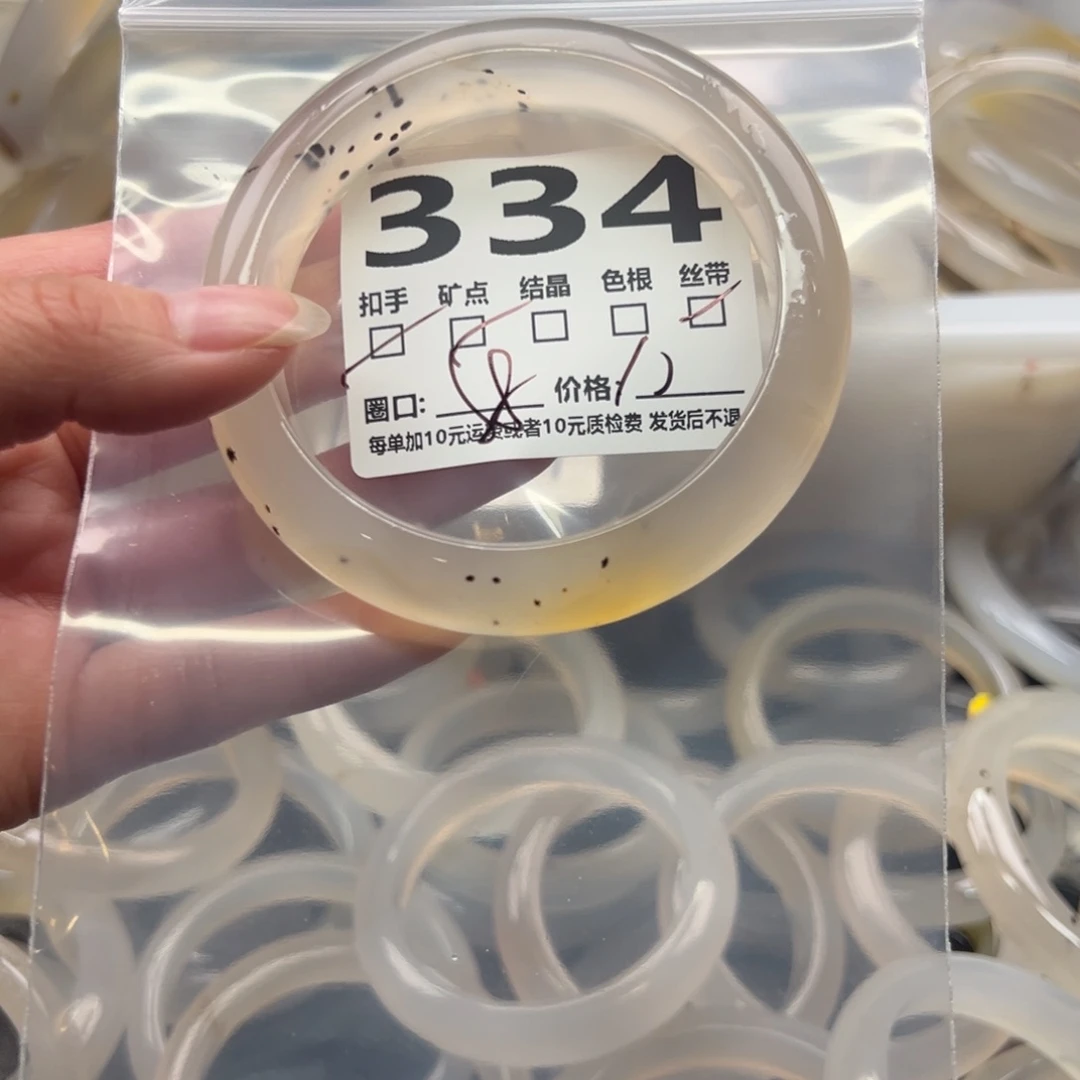 334
扣手 矿点 结晶 色根 丝带
圈口: 价格:
每单加10元运费或者10元质检费 发货后不退